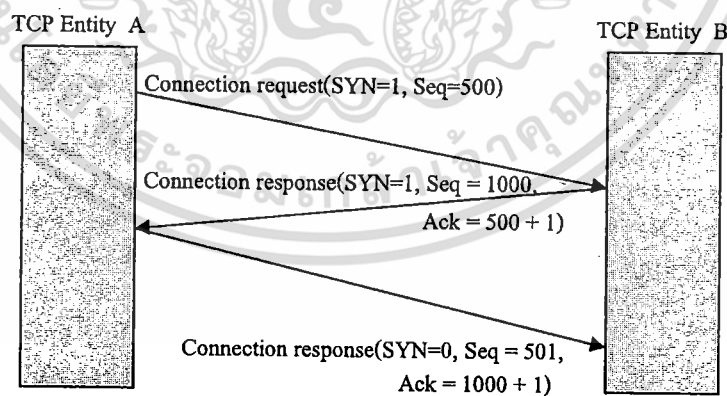 TCP Entity A
TCP Entity B
Connection request(SYN=1, Seq=500)
Connection response(SYN=1, Seq = 1000,
Ack = 500 + 1)
Connection response(SYN=0, Seq = 501,
Ack = 1000 + 1)